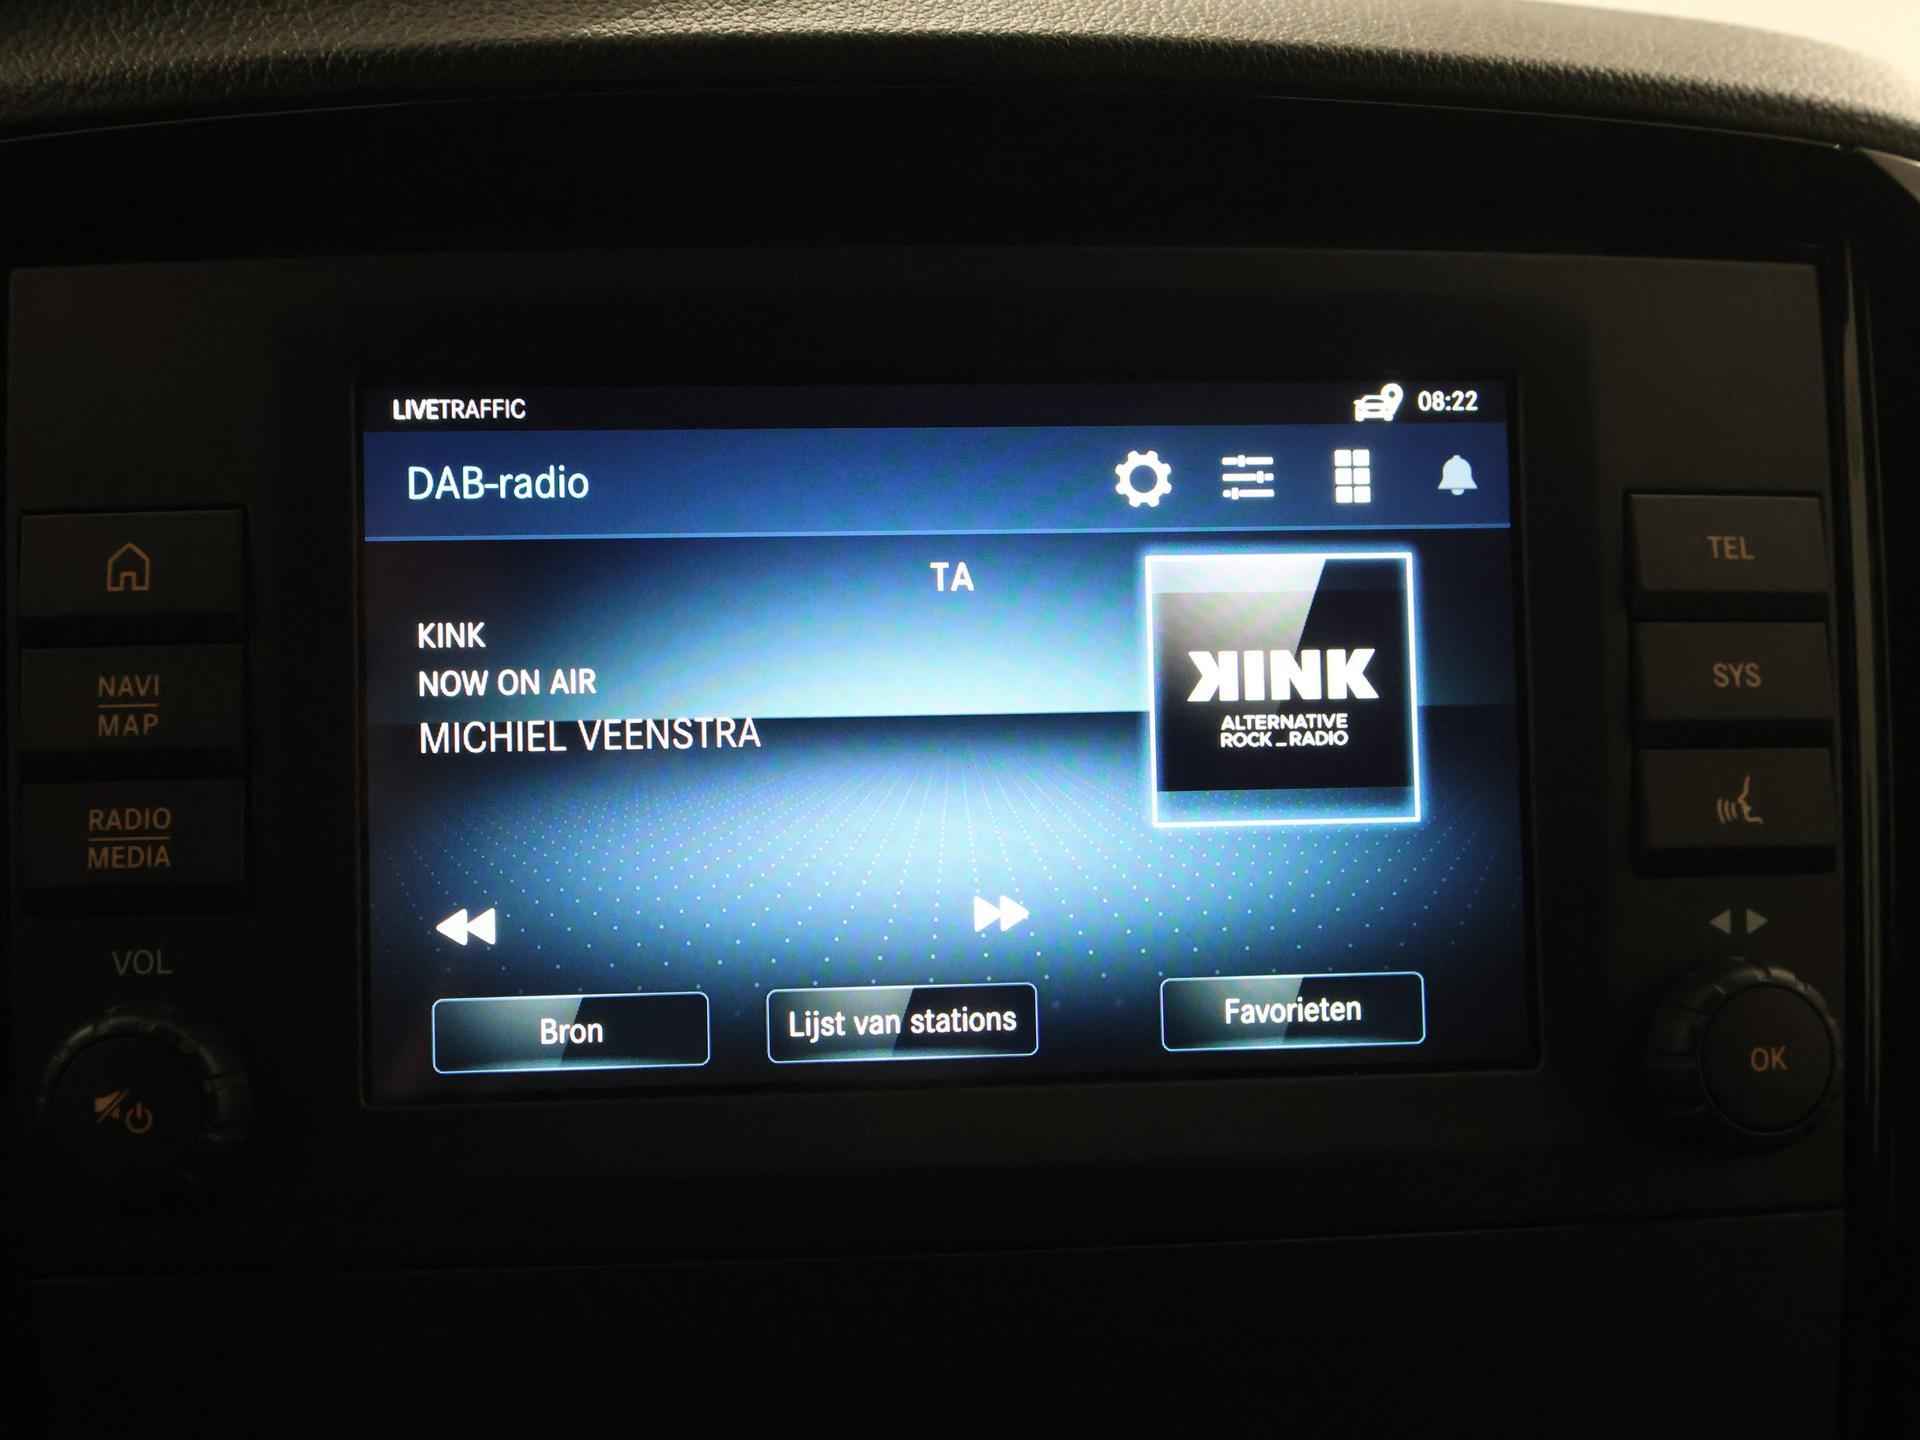 LIVETRAFFIC
08:22
DAB-radio
TA
KINK
NOW ON AIR
MICHIEL VEENSTRA
KINK
ALTERNATIVE
ROCK_RADIO
Bron
Lijst van stations
Favorieten
NAVI
MAP
RADIO
MEDIA
VOL
TEL
SYS
OK